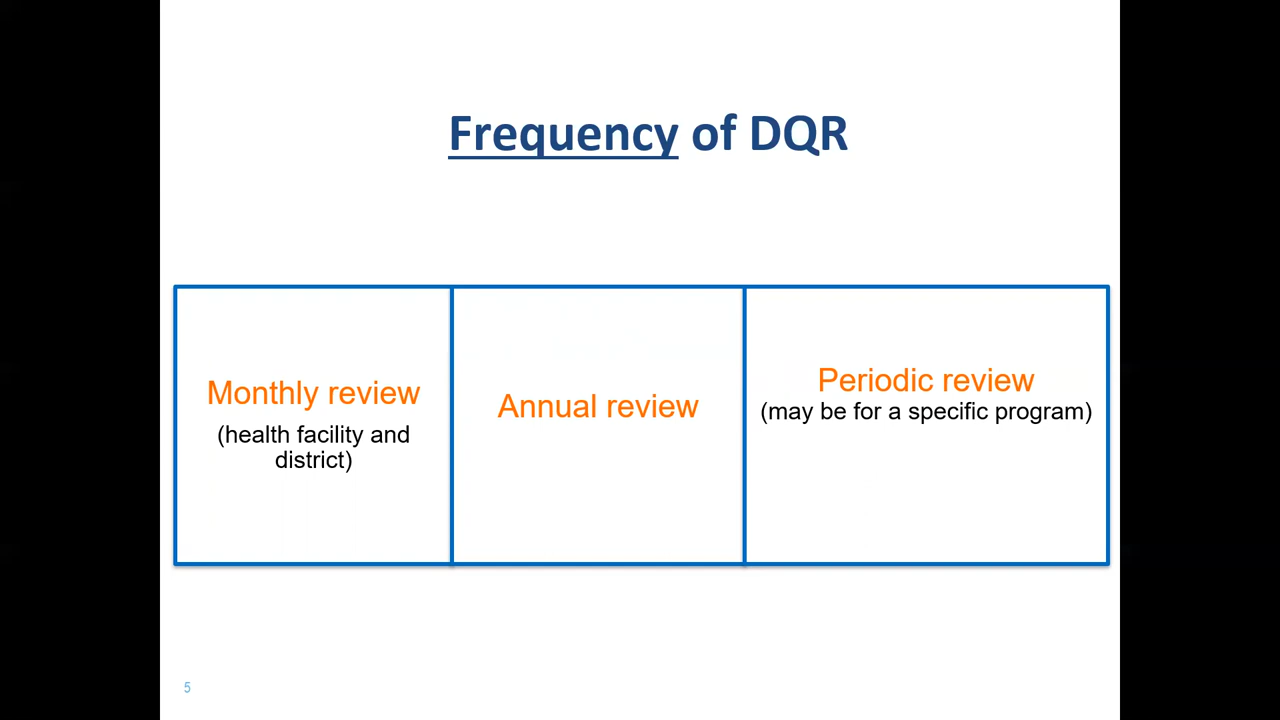 Frequency of DQR
Monthly review
(health facility and
district)
Annual review
Periodic review
(may be for a specific program)
5